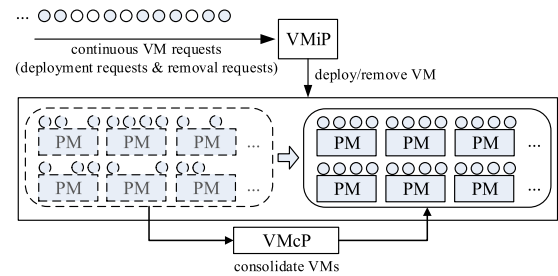 ...
VMiP
continuous VM requests
(deployment requests & removal requests)
deploy/remove VM
PM PM PM ... PM PM PM ...
PM PM PM ... PM PM PM ...
VMcP
consolidate VMs